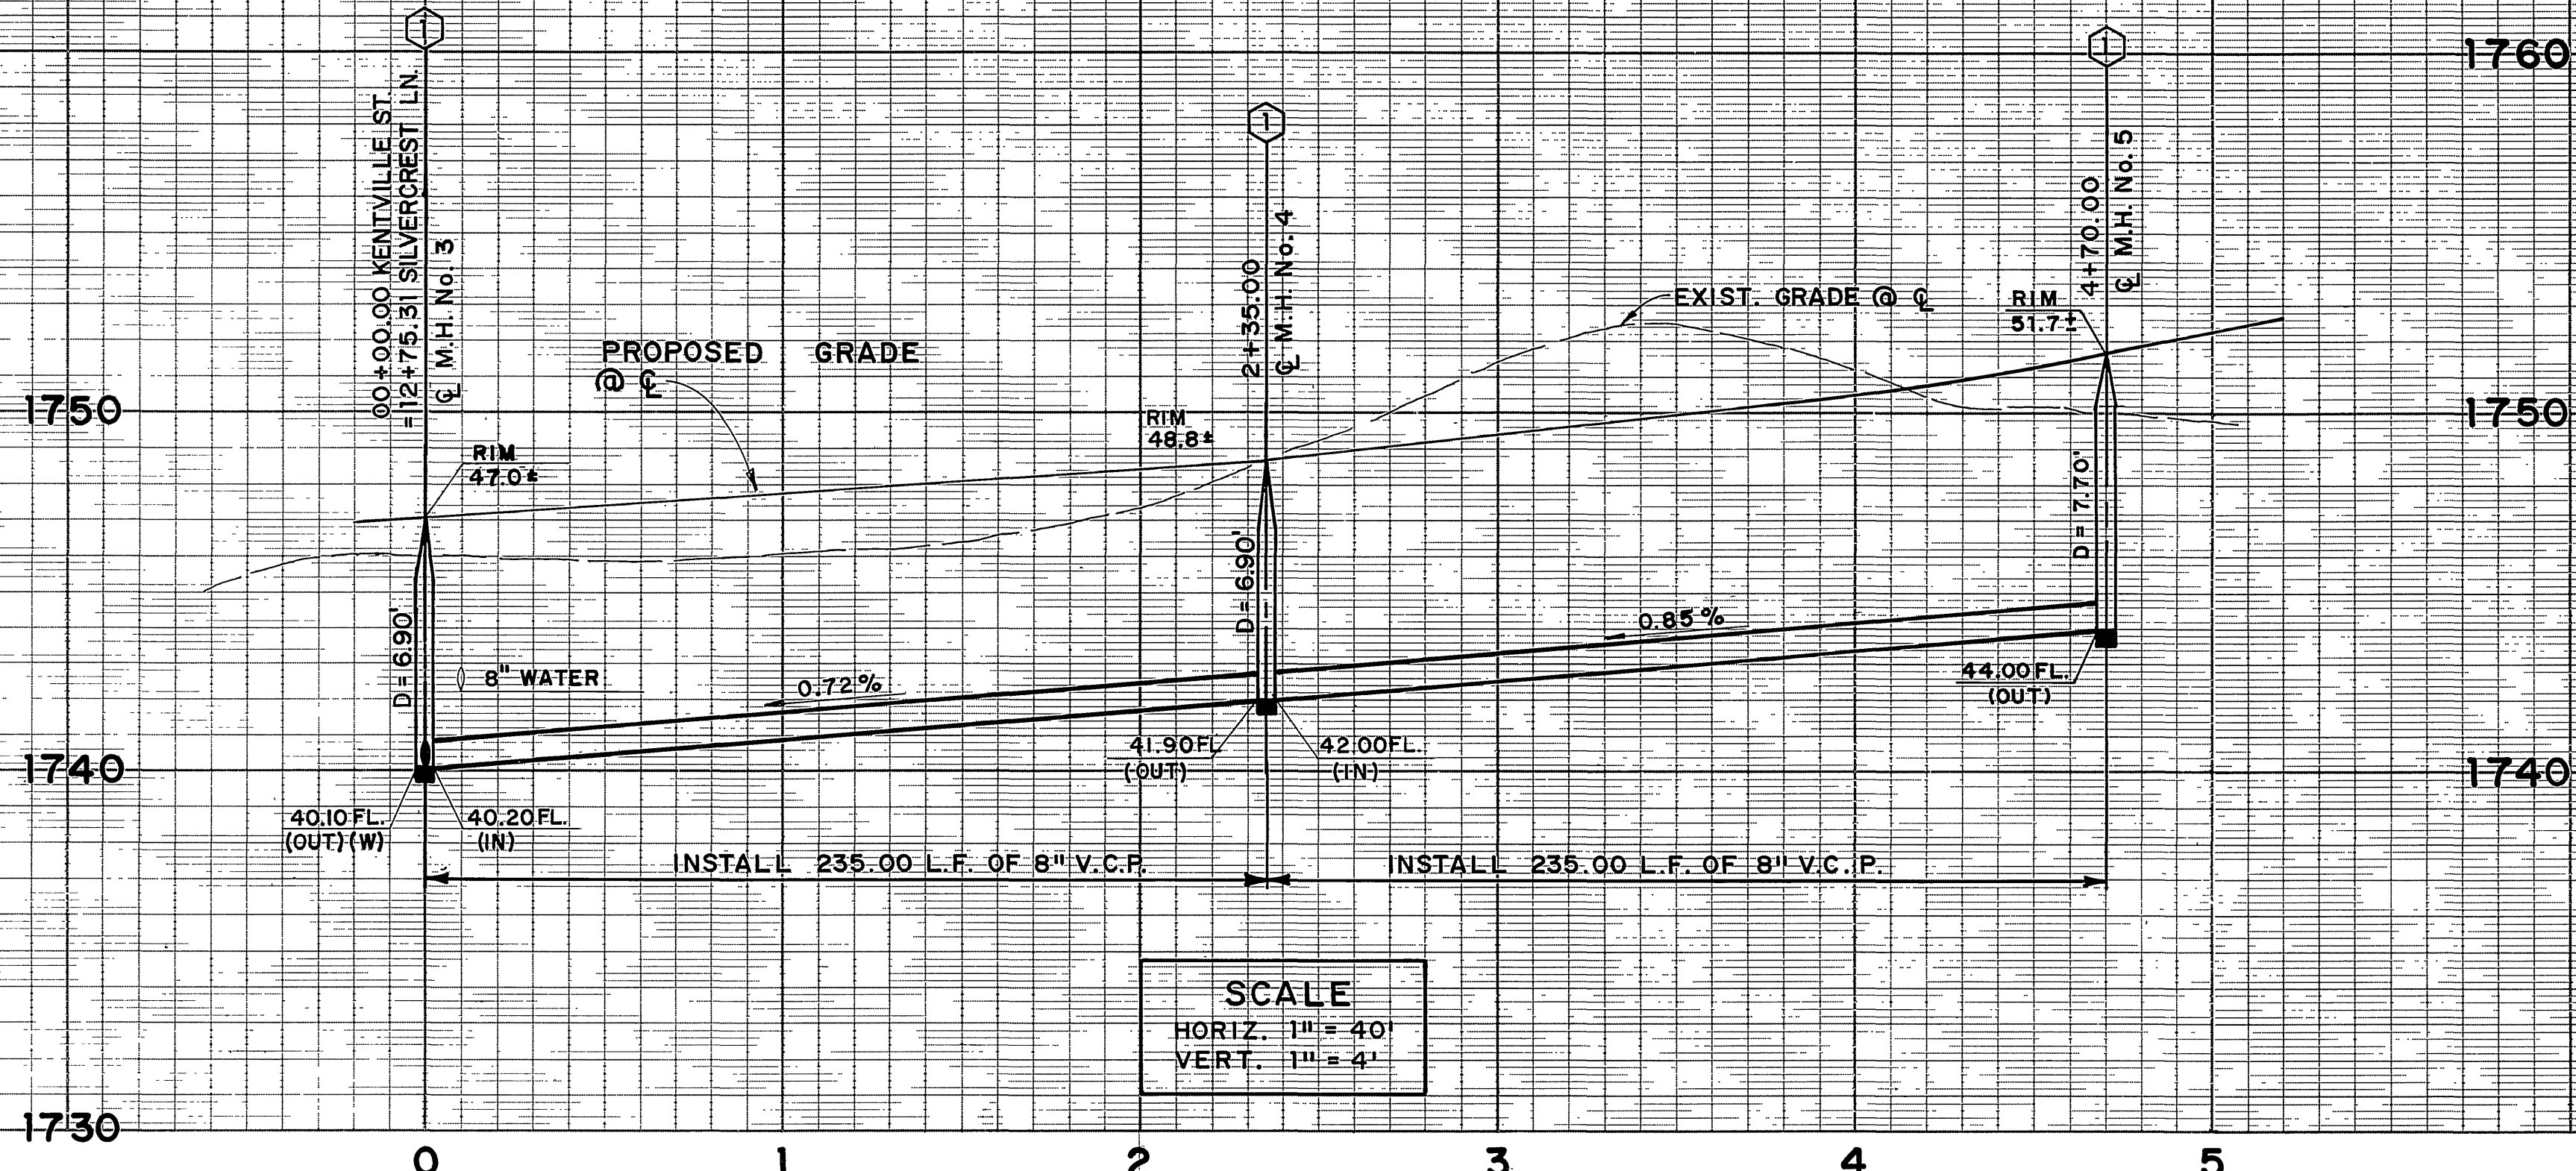 1
1
1
1760
00+00.00 KENTVILLE ST.
=12+75.31 SILVERCREST LN.
℄ M.H. No. 3
2+35.00
℄ M.H. No. 4
4+70.00
℄ M.H. No. 5
EXIST. GRADE @ ℄
RIM
51.7±
PROPOSED GRADE
@ ℄
1750
RIM
48.8±
1750
RIM
47.0±
D = 6.90'
D = 6.90'
D = 7.70'
8" WATER
0.72%
0.85%
44.00 FL.
(OUT)
41.90 FL
(OUT)
42.00 FL.
(IN)
1740
1740
40.10 FL.
(OUT) (W)
40.20 FL.
(IN)
INSTALL 235.00 L.F. OF 8" V.C.P.
INSTALL 235.00 L.F. OF 8" V.C.P.
SCALE
HORIZ. 1" = 40'
VERT. 1" = 4'
1730
0 1 2 3 4 5